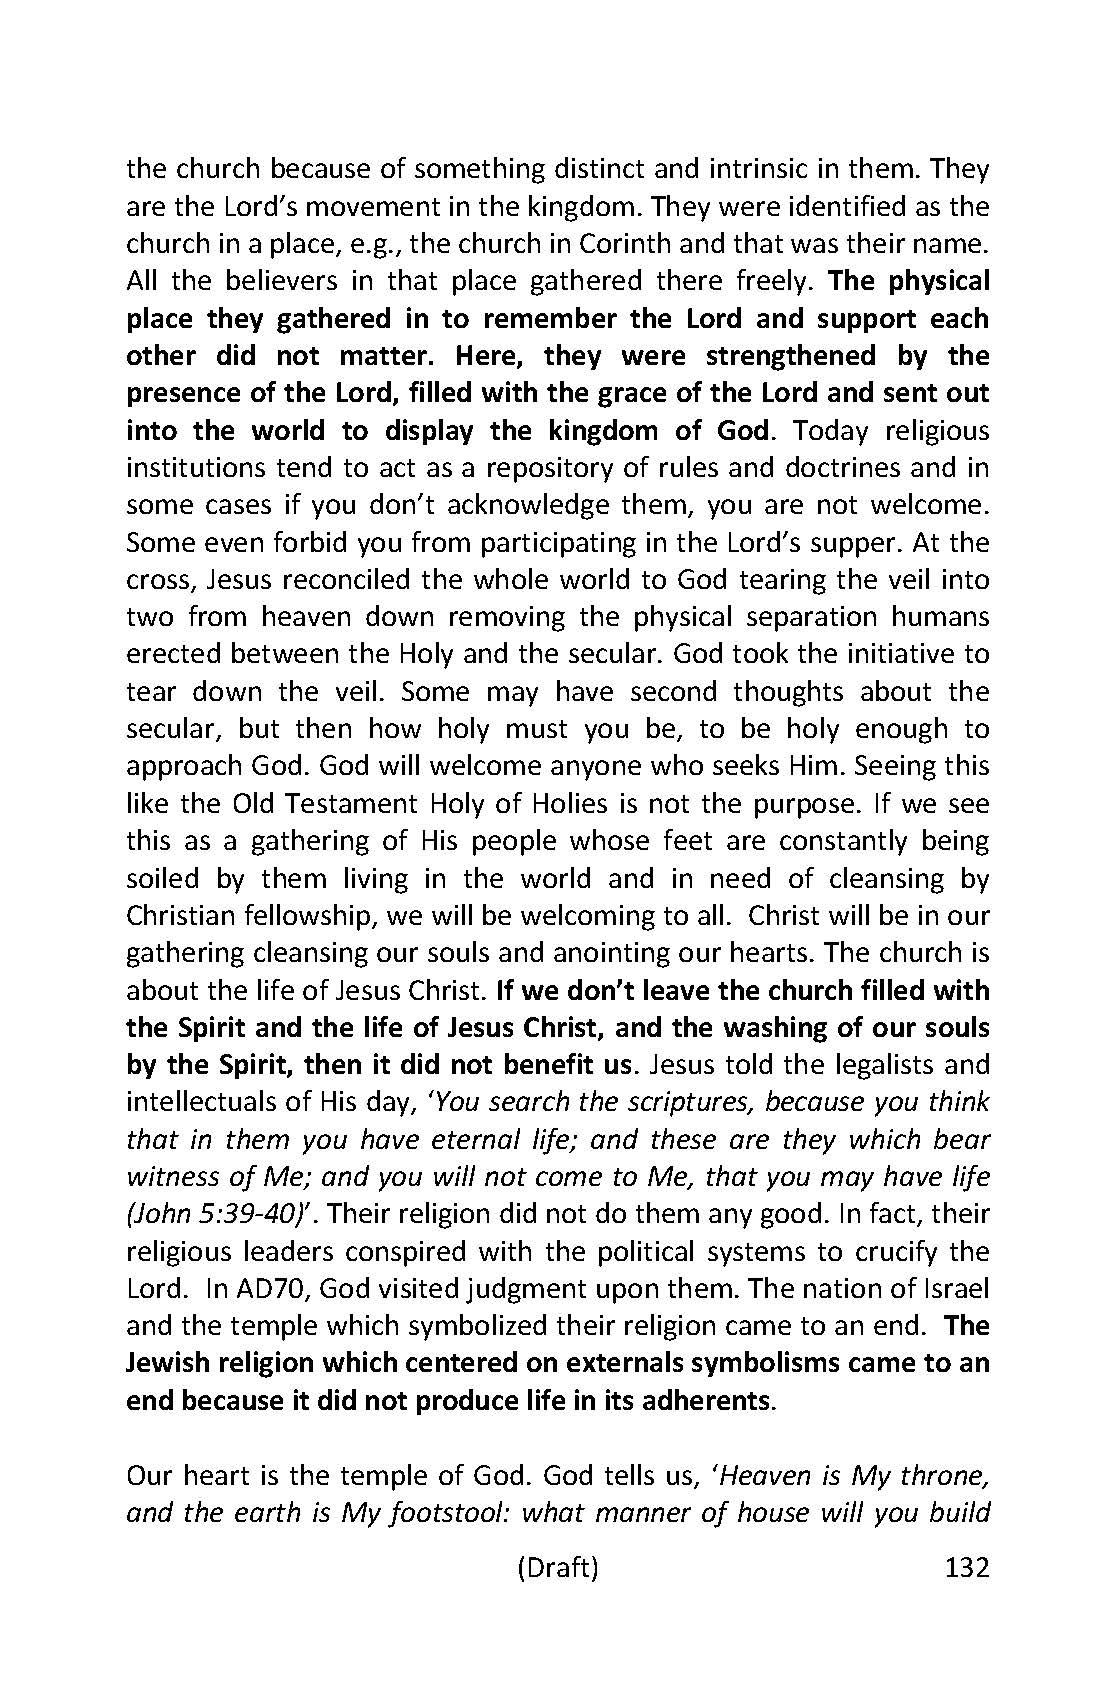 the church because of something distinct and intrinsic in them. They
are the Lord’s movement in the kingdom. They were identified as the
church in a place, e.g., the church in Corinth and that was their name.
All the believers in that place gathered there freely. The physical
place they gathered in to remember the Lord and support each
other did not matter. Here, they were strengthened by the
presence of the Lord, filled with the grace of the Lord and sent out
into the world to display the kingdom of God. Today religious
institutions tend to act as a repository of rules and doctrines and in
some cases if you don’t acknowledge them, you are not welcome.
Some even forbid you from participating in the Lord’s supper. At the
cross, Jesus reconciled the whole world to God tearing the veil into
two from heaven down removing the physical separation humans
erected between the Holy and the secular. God took the initiative to
tear down the veil. Some may have second thoughts about the
secular, but then how holy must you be, to be holy enough to
approach God. God will welcome anyone who seeks Him. Seeing this
like the Old Testament Holy of Holies is not the purpose. If we see
this as a gathering of His people whose feet are constantly being
soiled by them living in the world and in need of cleansing by
Christian fellowship, we will be welcoming to all.  Christ will be in our
gathering cleansing our souls and anointing our hearts. The church is
about the life of Jesus Christ. If we don’t leave the church filled with
the Spirit and the life of Jesus Christ, and the washing of our souls
by the Spirit, then it did not benefit us. Jesus told the legalists and
intellectuals of His day, ‘You search the scriptures, because you think
that in them you have eternal life; and these are they which bear
witness of Me; and you will not come to Me, that you may have life
(John 5:39-40)’. Their religion did not do them any good. In fact, their
religious leaders conspired with the political systems to crucify the
Lord.  In AD70, God visited judgment upon them. The nation of Israel
and the temple which symbolized their religion came to an end.  The
Jewish religion which centered on externals symbolisms came to an
end because it did not produce life in its adherents.
Our heart is the temple of God. God tells us, ‘Heaven is My throne,
and the earth is My footstool: what manner of house will you build
(Draft) 132